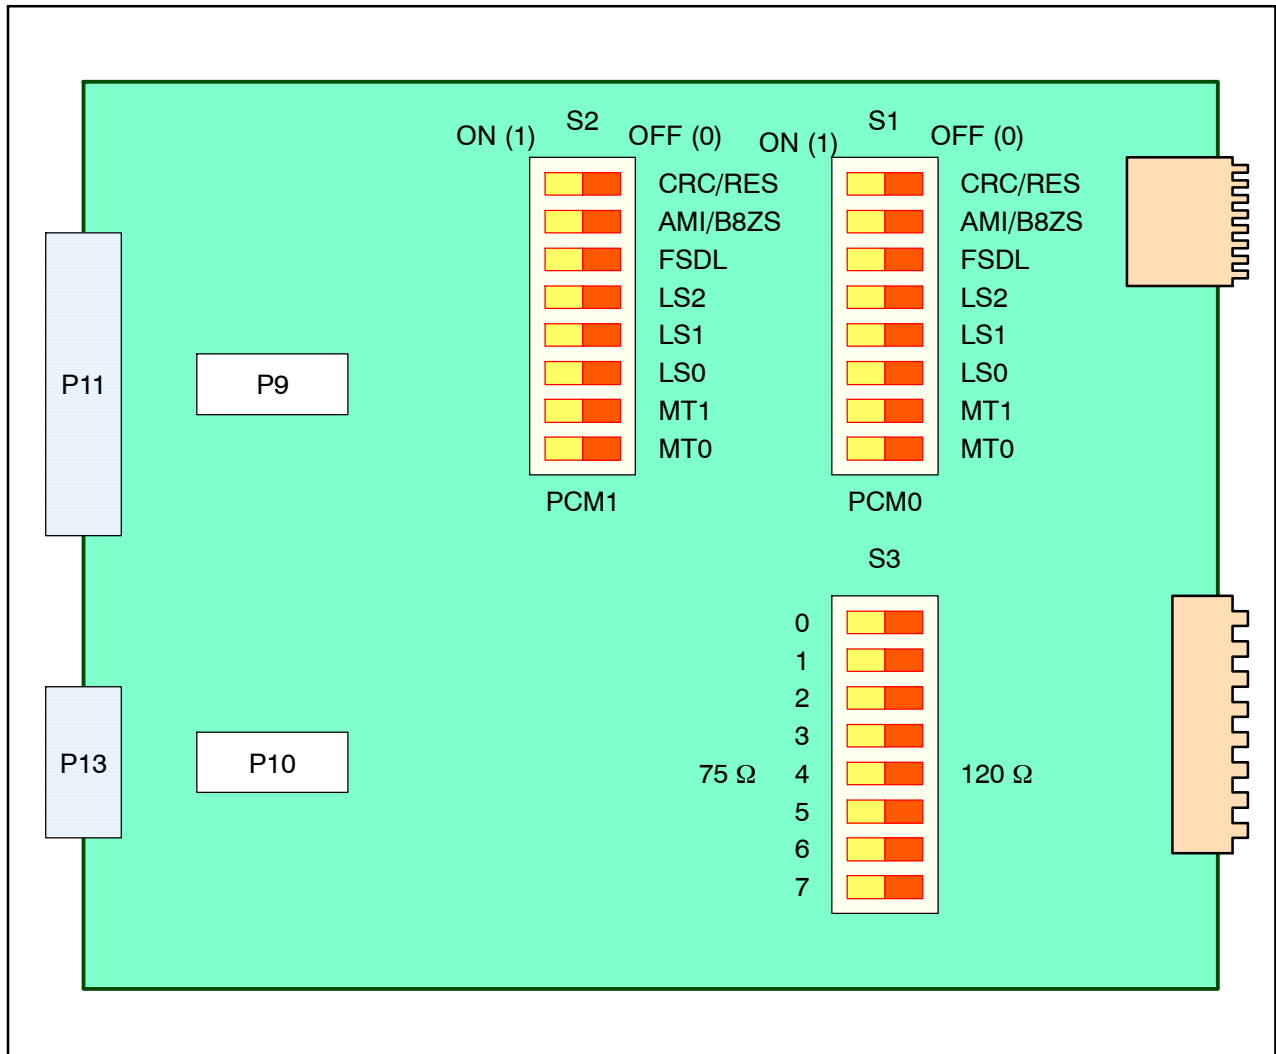 S2 S1
ON (1) OFF (0) ON (1) OFF (0)
CRC/RES CRC/RES
AMI/B8ZS AMI/B8ZS
FSDL FSDL
LS2 LS2
LS1 LS1
LS0 LS0
MT1 MT1
MT0 MT0
PCM1 PCM0
P11 P9
S3
0
1
2
3
75 Ω 4 120 Ω
5
6
7
P13 P10